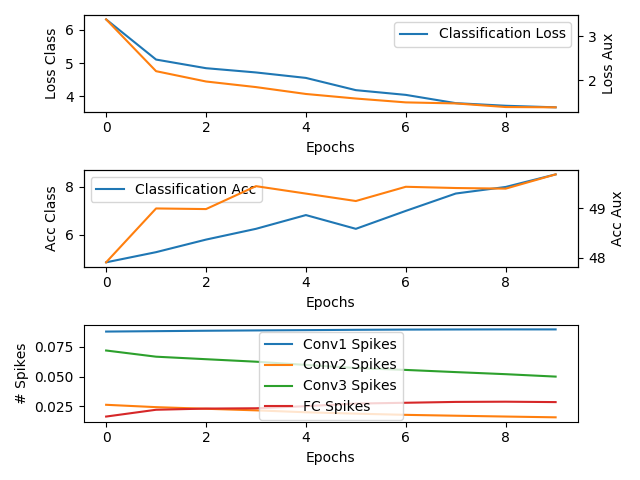 Classification Loss
Loss Class
6
5
4
3
2
Loss Aux
0 2 4 6 8
Epochs
Classification Acc
Acc Class
8
6
49
48
Acc Aux
0 2 4 6 8
Epochs
# Spikes
0.075
0.050
0.025
Conv1 Spikes
Conv2 Spikes
Conv3 Spikes
FC Spikes
0 2 4 6 8
Epochs